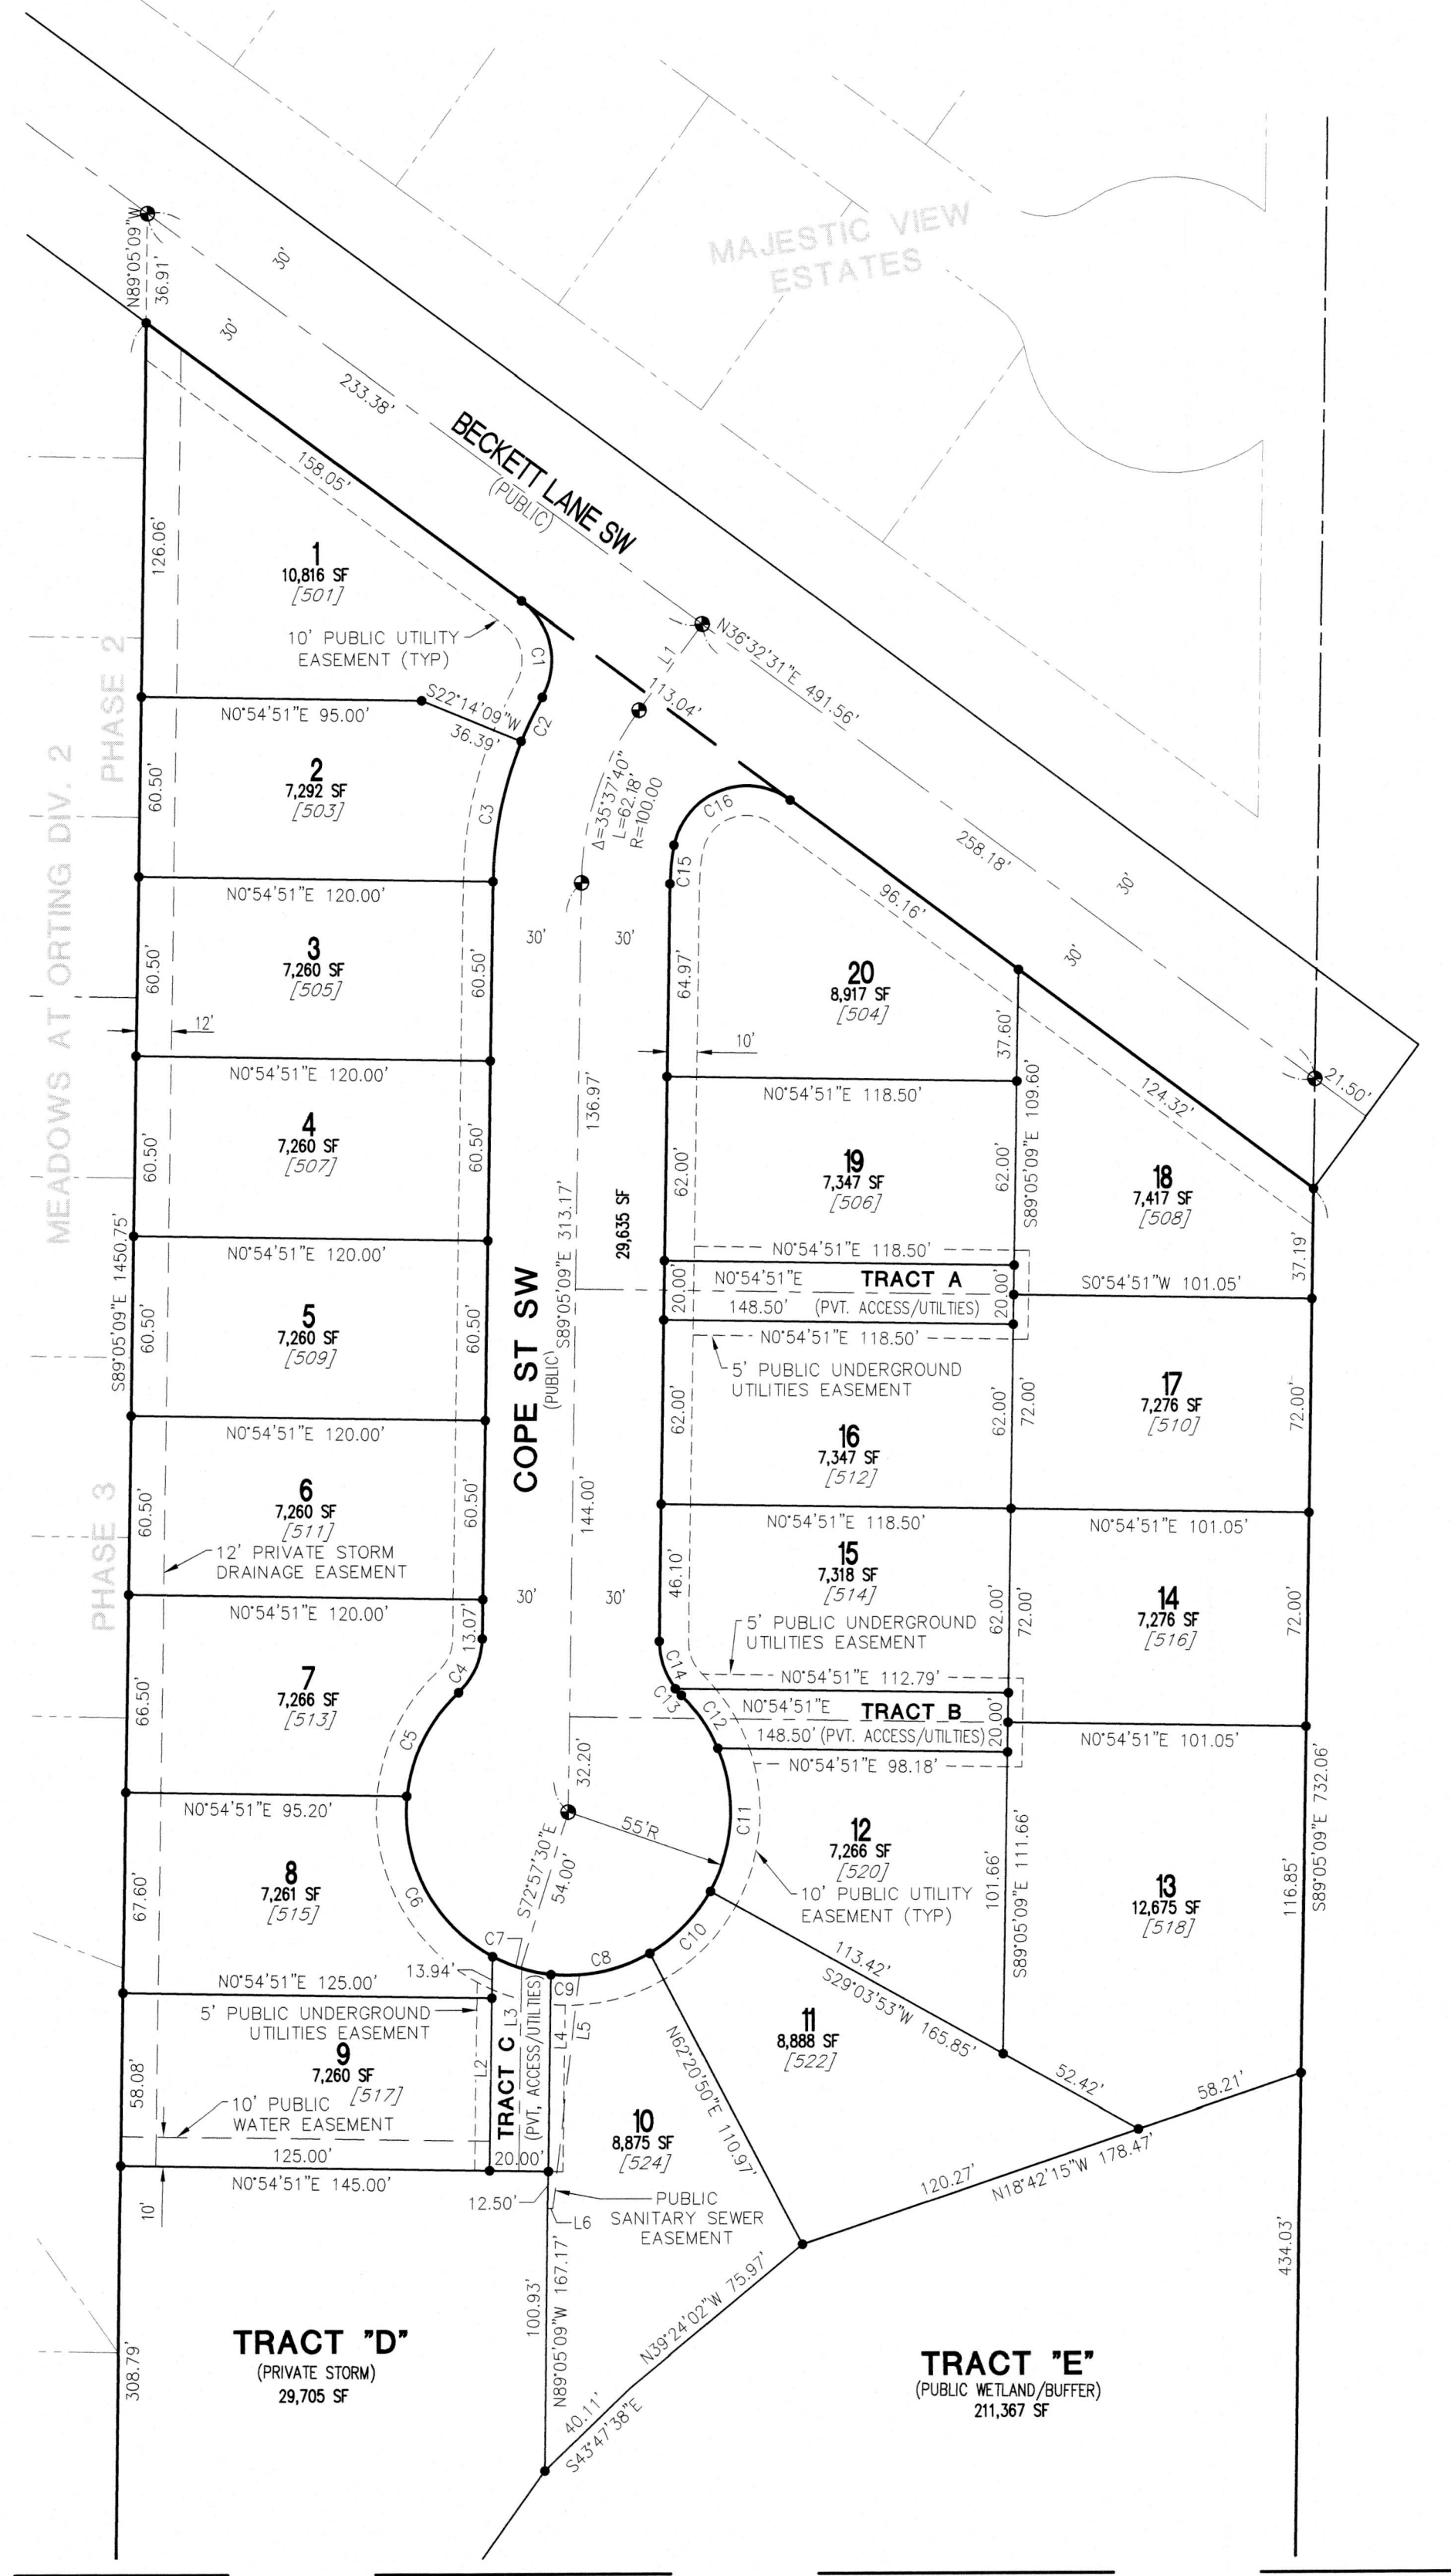 MAJESTIC VIEW
ESTATES
N89°05'09"W
36.91'
30'
30'
233.38'
BECKETT LANE SW
(PUBLIC)
158.05'
126.06'
1
10,816 SF
[501]
10' PUBLIC UTILITY
EASEMENT (TYP)
C1
L1
N36°32'31"E 491.56'
113.04'
C2
S22°14'09"W
36.39'
N0°54'51"E 95.00'
PHASE 2
MEADOWS AT ORTING DIV. 2
PHASE 3
2
7,292 SF
[503]
60.50'
C3
Δ=35°37'40"
L=62.18'
R=100.00
C16
C15
258.18'
30'
30'
96.16'
N0°54'51"E 120.00'
30'
30'
3
7,260 SF
[505]
60.50'
60.50'
12'
64.97'
20
8,917 SF
[504]
37.60'
10'
N0°54'51"E 120.00'
N0°54'51"E 118.50'
124.32'
21.50'
136.97'
4
7,260 SF
[507]
60.50'
60.50'
62.00'
19
7,347 SF
[506]
62.00'
S89°05'09"E 109.60'
18
7,417 SF
[508]
37.19'
29,635 SF
N0°54'51"E 120.00'
S89°05'09"E 1450.75'
N0°54'51"E 118.50'
N0°54'51"E
TRACT A
148.50'
(PVT. ACCESS/UTILTIES)
20.00'
20.00'
S0°54'51"W 101.05'
N0°54'51"E 118.50'
5
7,260 SF
[509]
60.50'
60.50'
COPE ST SW
(PUBLIC)
S89°05'09"E 313.17'
5' PUBLIC UNDERGROUND
UTILITIES EASEMENT
62.00'
62.00'
72.00'
17
7,276 SF
[510]
72.00'
N0°54'51"E 120.00'
16
7,347 SF
[512]
6
7,260 SF
[511]
60.50'
60.50'
144.00'
N0°54'51"E 118.50'
N0°54'51"E 101.05'
12' PRIVATE STORM
DRAINAGE EASEMENT
15
7,318 SF
[514]
46.10'
62.00'
72.00'
14
7,276 SF
[516]
72.00'
N0°54'51"E 120.00'
30'
30'
13.07'
5' PUBLIC UNDERGROUND
UTILITIES EASEMENT
7
7,266 SF
[513]
66.50'
C4
C5
C14
C13
C12
N0°54'51"E 112.79'
N0°54'51"E
TRACT B
148.50' (PVT. ACCESS/UTILTIES)
20.00'
N0°54'51"E 98.18'
N0°54'51"E 101.05'
32.20'
N0°54'51"E 95.20'
55'R
C11
12
7,266 SF
[520]
10' PUBLIC UTILITY
EASEMENT (TYP)
101.66'
S89°05'09"E 111.66'
13
12,675 SF
[518]
116.85'
S89°05'09"E 732.06'
8
7,261 SF
[515]
67.60'
C6
S72°57'30"E
54.00'
C7
C8
C9
C10
13.94'
N0°54'51"E 125.00'
5' PUBLIC UNDERGROUND
UTILITIES EASEMENT
113.42'
S29°03'53"W 165.85'
52.42'
58.21'
11
8,888 SF
[522]
9
7,260 SF
[517]
58.08'
10' PUBLIC
WATER EASEMENT
L2
L3
TRACT C
(PVT, ACCESS/UTILTIES)
L4
L5
N62°20'50"E 110.97'
10
8,875 SF
[524]
125.00'
20.00'
N0°54'51"E 145.00'
10'
12.50'
L6
PUBLIC
SANITARY SEWER
EASEMENT
120.27'
N18°42'15"W 178.47'
100.93'
N89°05'09"W 167.17'
N39°24'02"W 75.97'
40.11'
S43°47'38"E
308.79'
434.03'
TRACT "D"
(PRIVATE STORM)
29,705 SF
TRACT "E"
(PUBLIC WETLAND/BUFFER)
211,367 SF